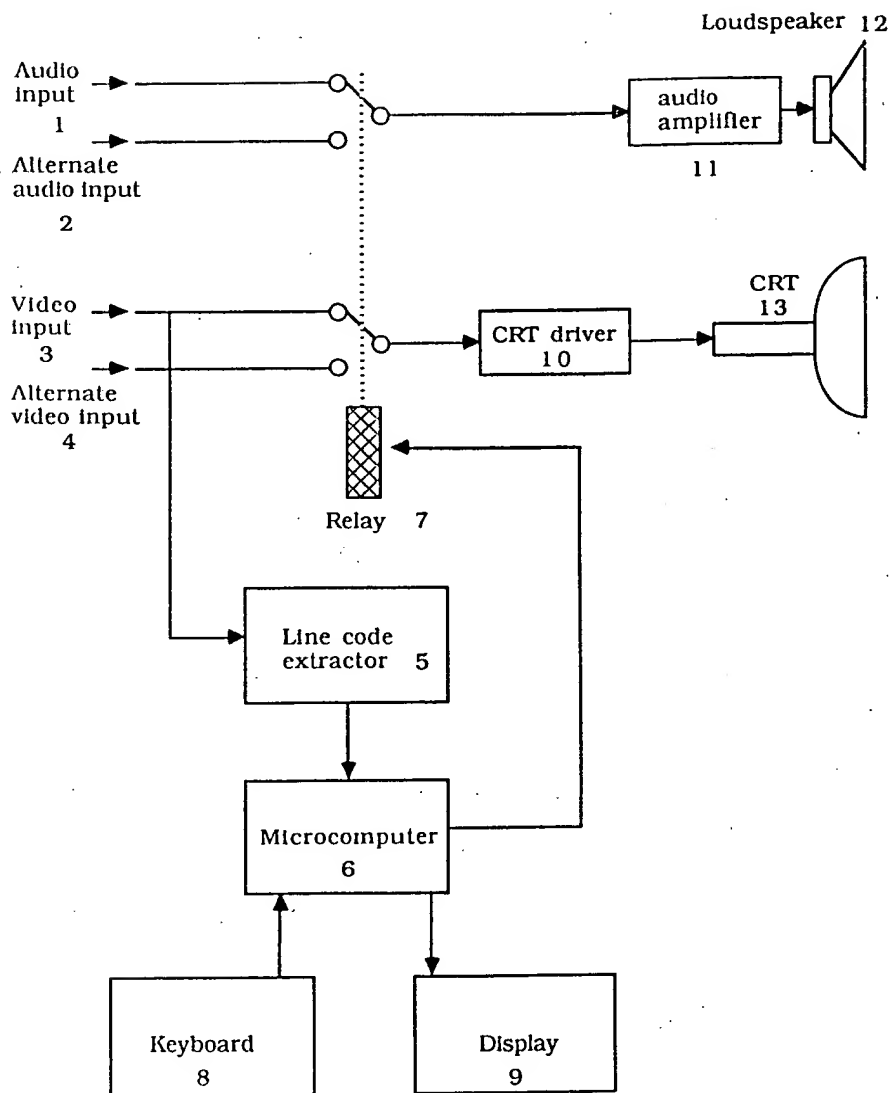 Loudspeaker 12
Audio
input
1
Alternate
audio input
2
audio
amplifier
11
Video
input
3
Alternate
video input
4
CRT driver
10
CRT
13
Relay 7
Line code
extractor 5
Microcomputer
6
Keyboard
8
Display
9